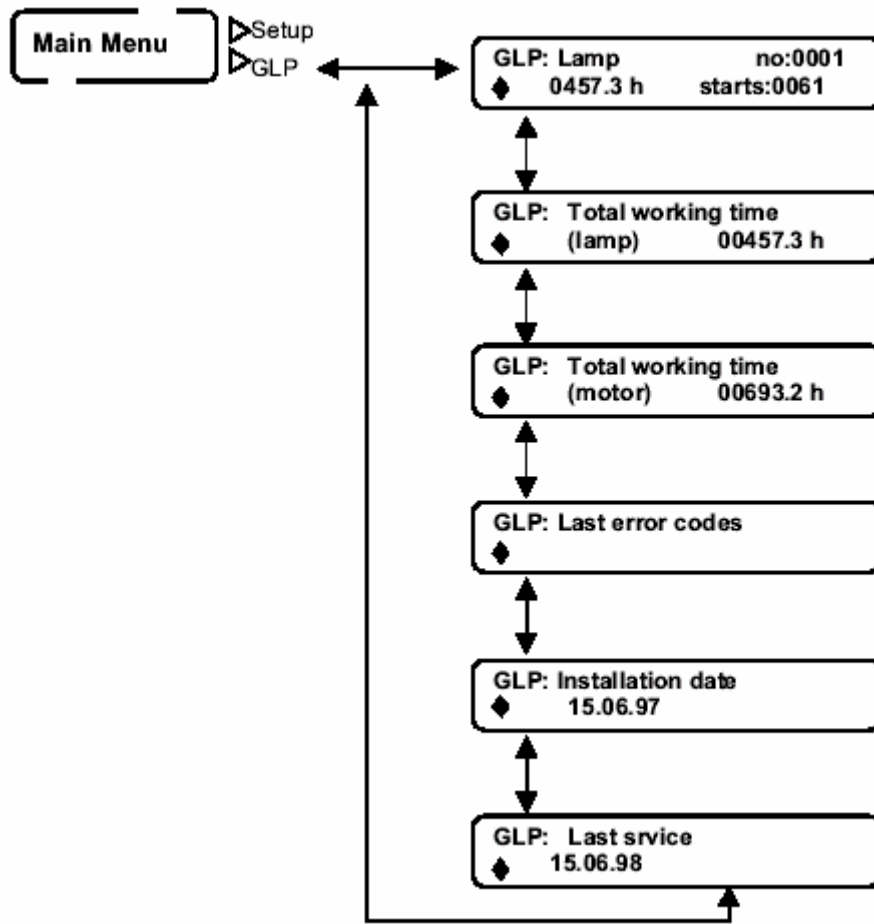 Main Menu
Setup
GLP
GLP: Lamp no:0001
0457.3 h starts:0061
GLP: Total working time
(lamp) 00457.3 h
GLP: Total working time
(motor) 00693.2 h
GLP: Last error codes
GLP: Installation date
15.06.97
GLP: Last srvice
15.06.98